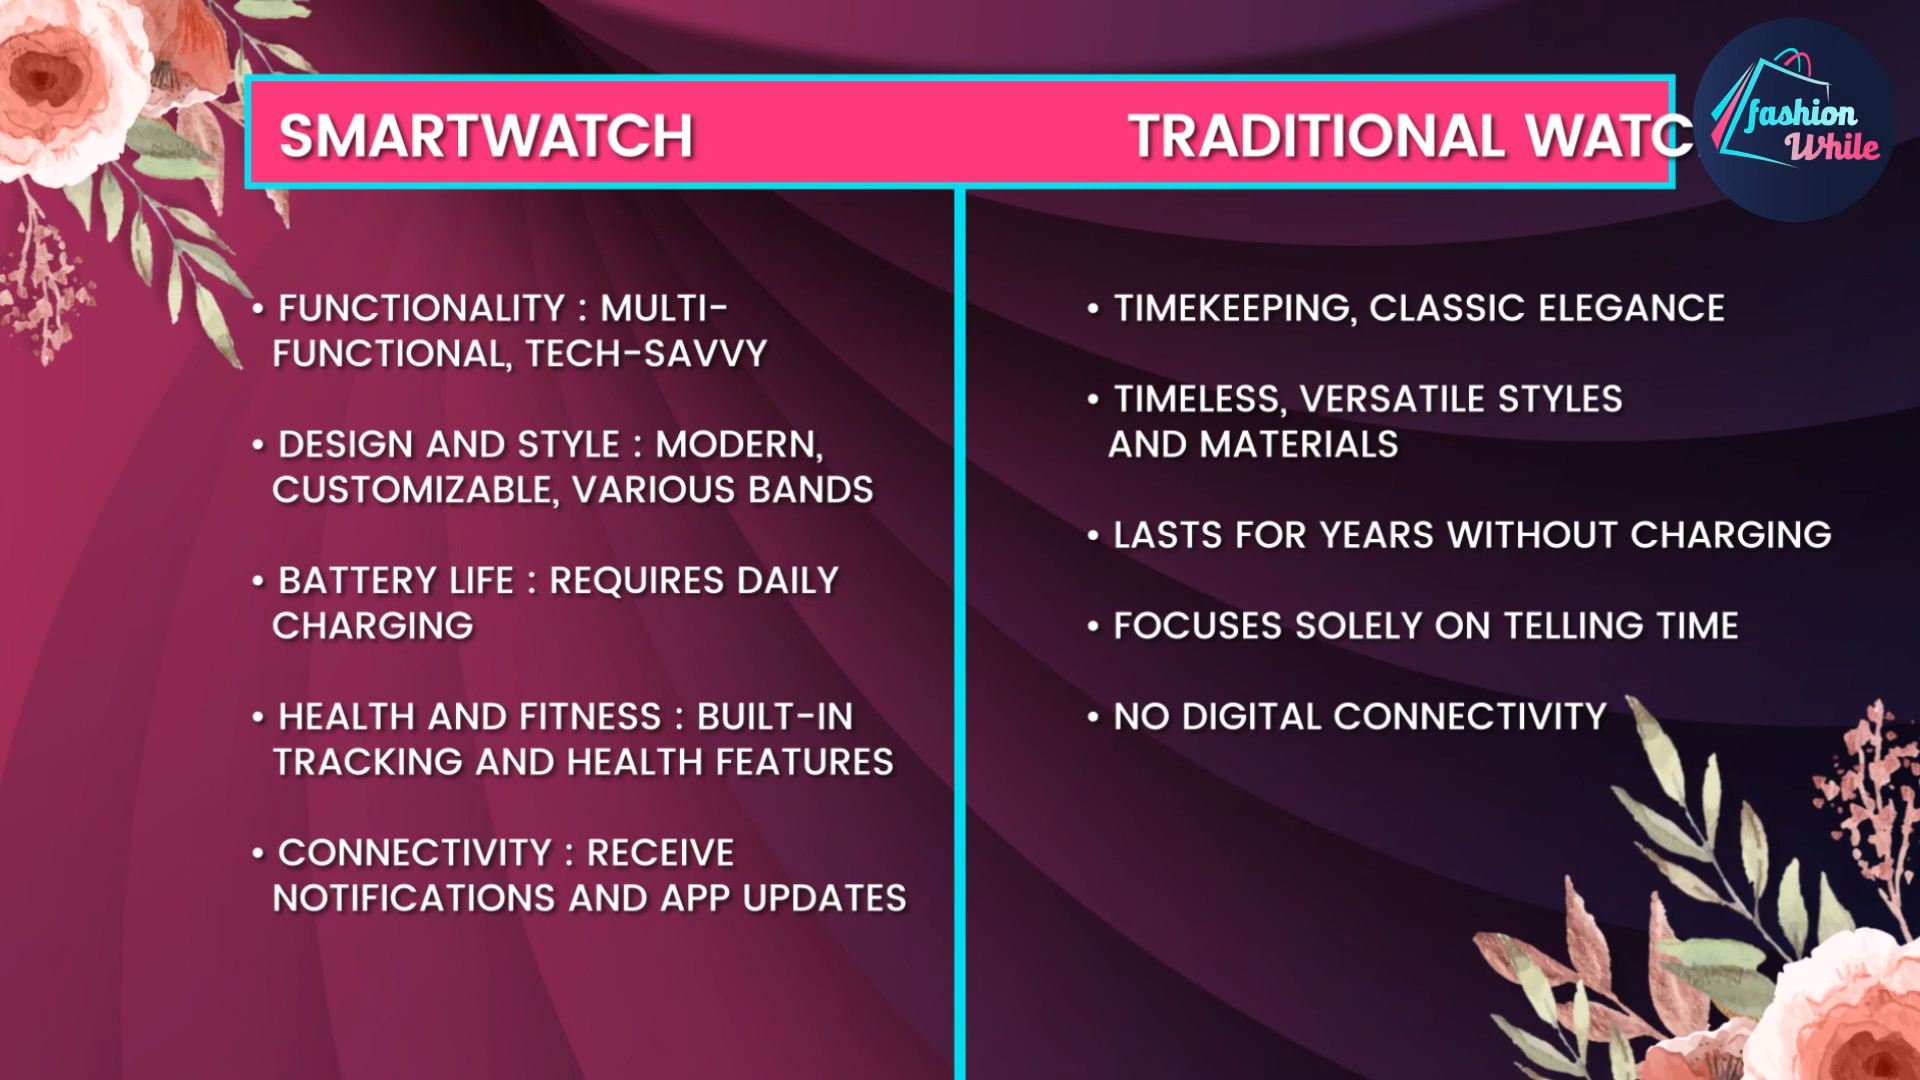 SMARTWATCH
TRADITIONAL WATC
fashion
While
• FUNCTIONALITY : MULTI-
FUNCTIONAL, TECH-SAVVY
• DESIGN AND STYLE : MODERN,
CUSTOMIZABLE, VARIOUS BANDS
• BATTERY LIFE : REQUIRES DAILY
CHARGING
• HEALTH AND FITNESS : BUILT-IN
TRACKING AND HEALTH FEATURES
• CONNECTIVITY : RECEIVE
NOTIFICATIONS AND APP UPDATES
• TIMEKEEPING, CLASSIC ELEGANCE
• TIMELESS, VERSATILE STYLES
AND MATERIALS
• LASTS FOR YEARS WITHOUT CHARGING
• FOCUSES SOLELY ON TELLING TIME
• NO DIGITAL CONNECTIVITY